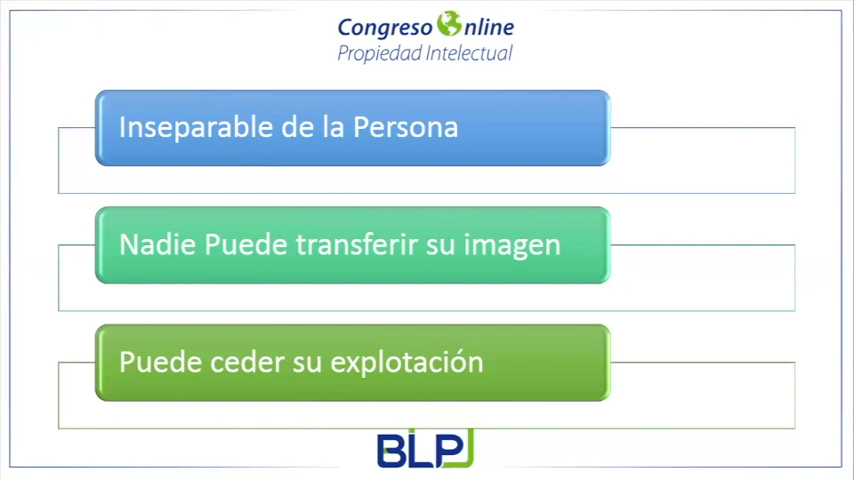 Congreso Online
Propiedad Intelectual
Inseparable de la Persona
Nadie Puede transferir su imagen
Puede ceder su explotación
BLP